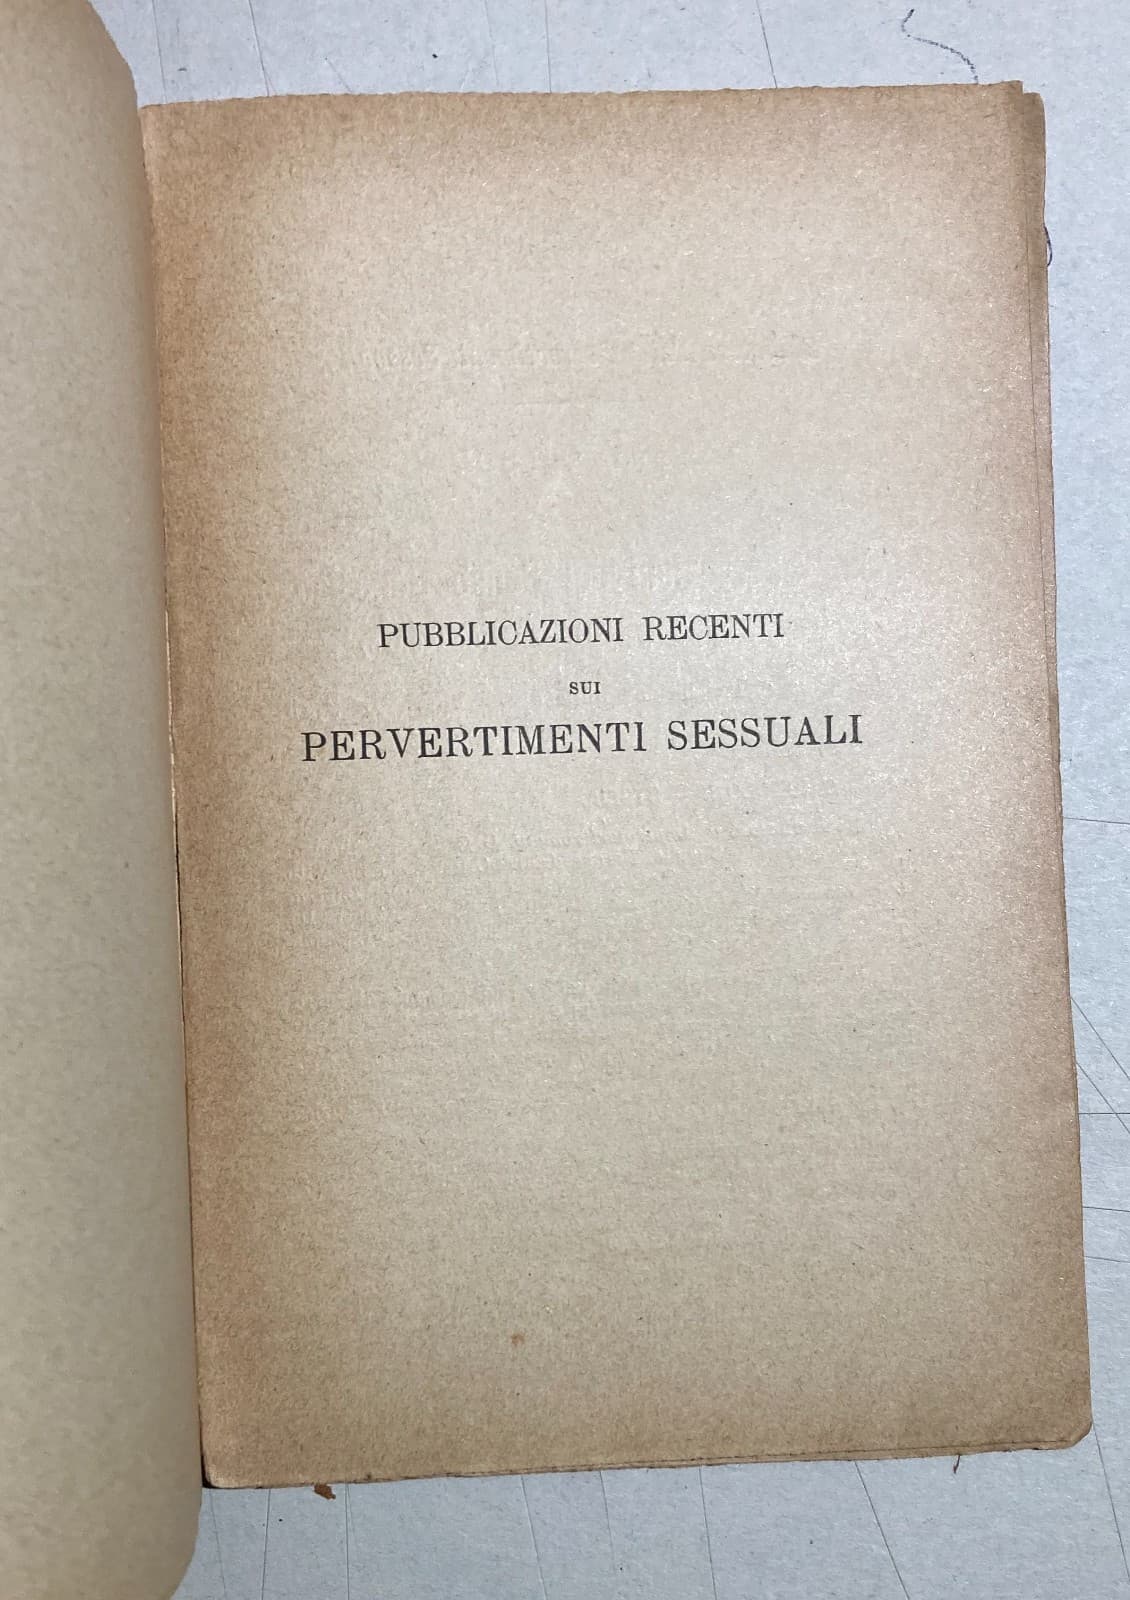 PUBBLICAZIONI RECENTI
SUI
PERVERTIMENTI SESSUALI